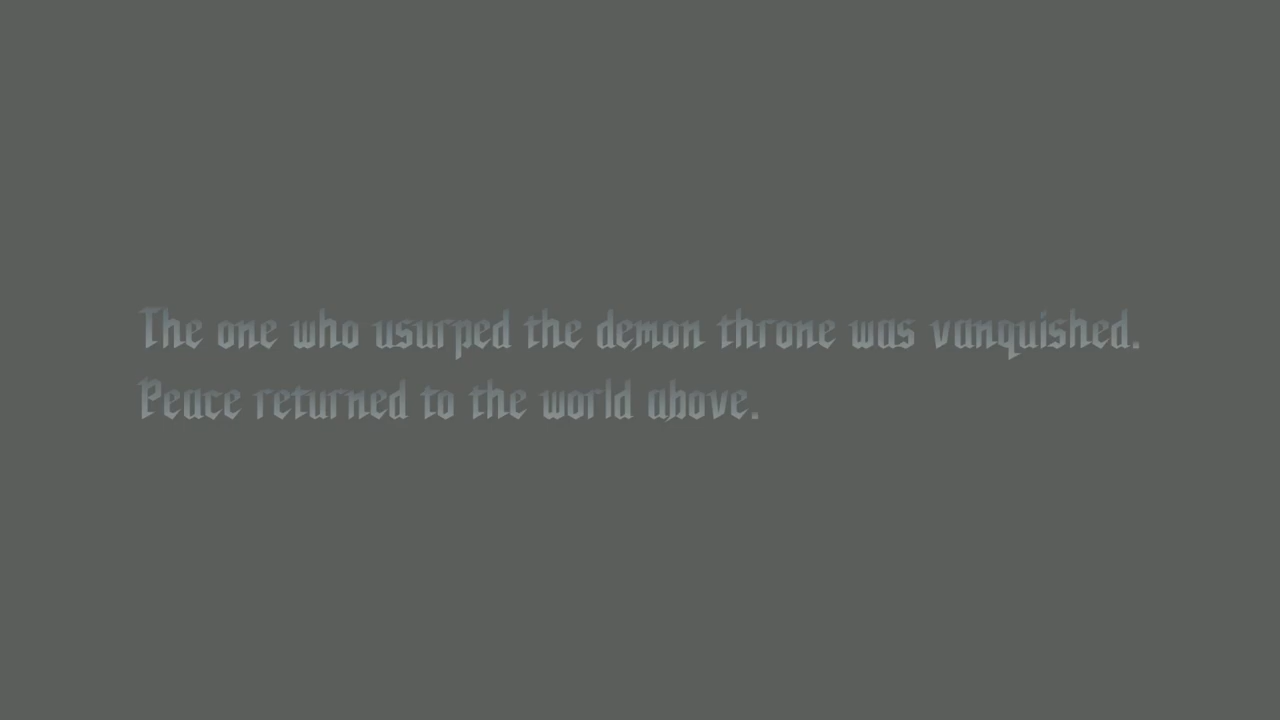 The one who usurped the demon throne was vanquished.
Peace returned to the world above.